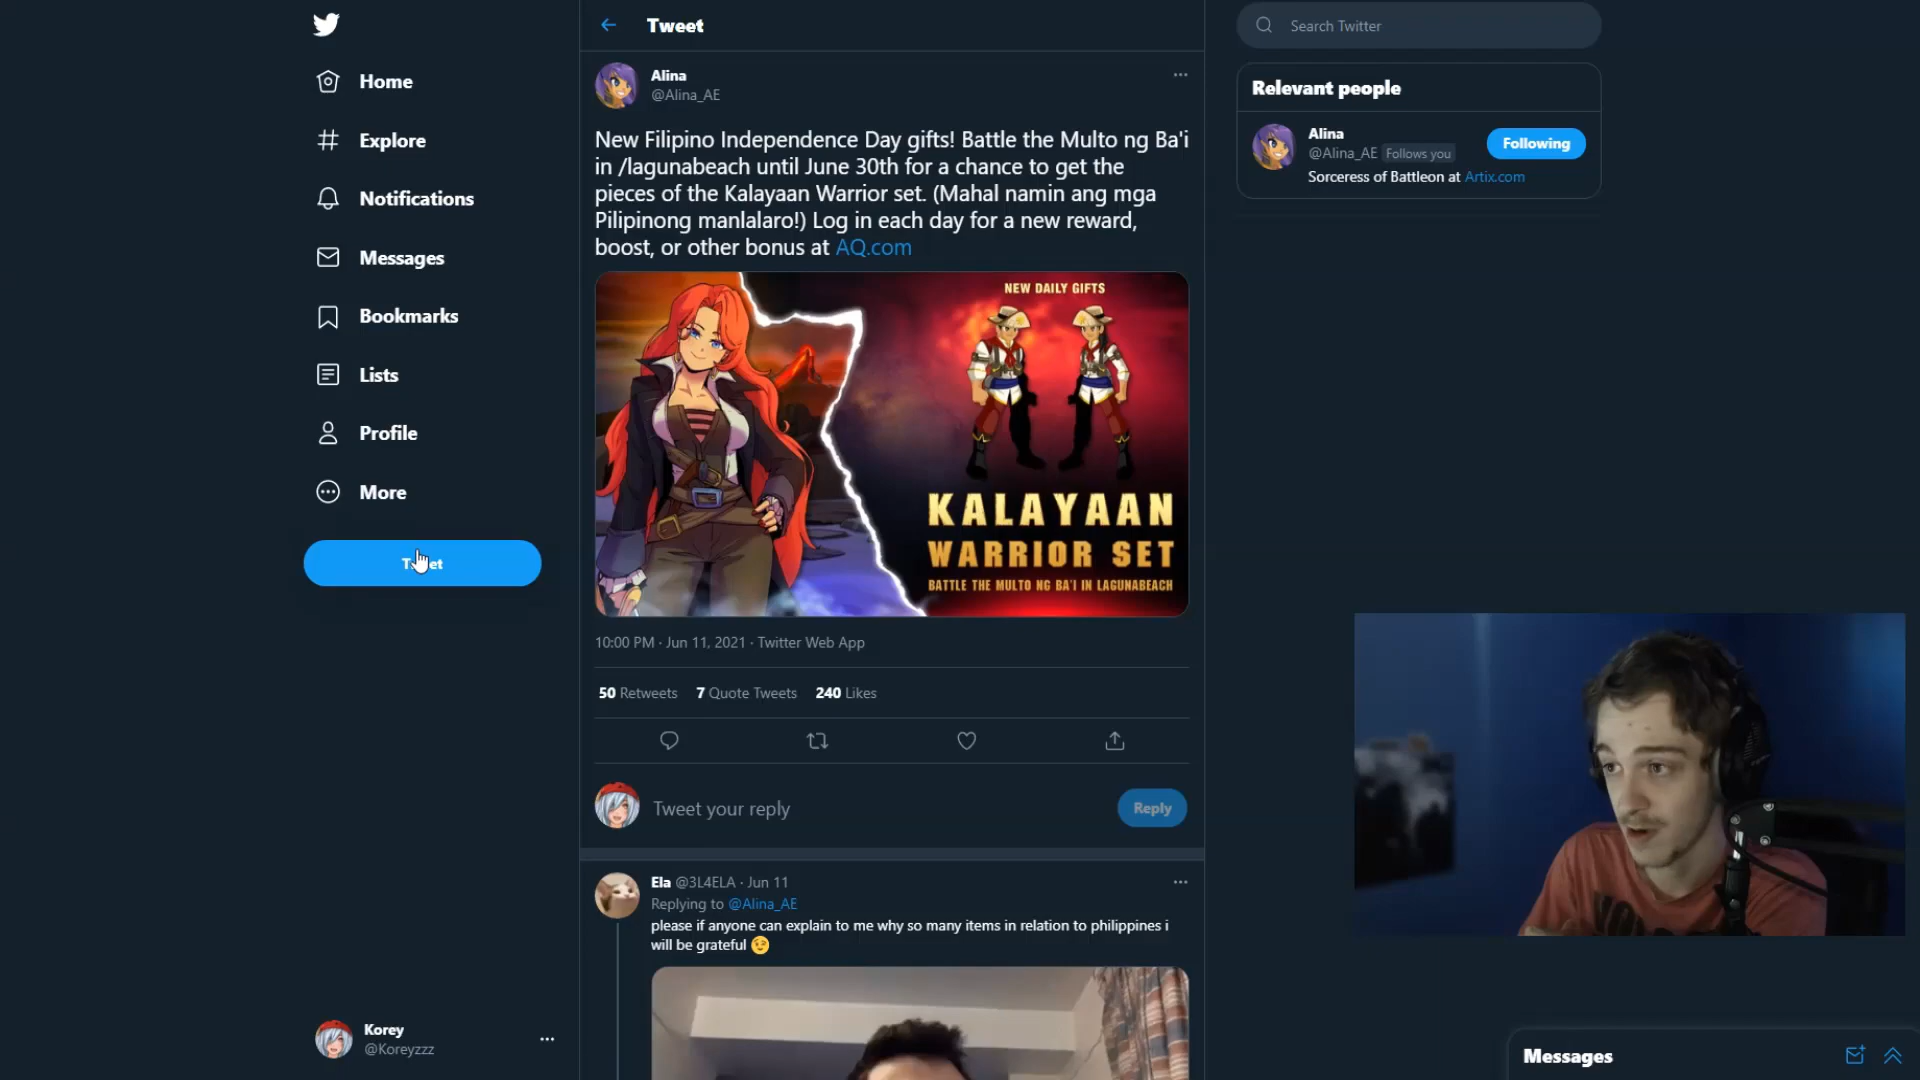 Home
Explore
Notifications
Messages
Bookmarks
Lists
Profile
More
Korey
@Koreyzzz
Tweet
Alina
@Alina_AE
New Filipino Independence Day gifts! Battle the Multo ng Ba'i
in /lagunabeach until June 30th for a chance to get the
pieces of the Kalayaan Warrior set. (Mahal namin ang mga
Pilipinong manlalaro!) Log in each day for a new reward,
boost, or other bonus at AQ.com
NEW DAILY GIFTS
KALAYAAN
WARRIOR SET
BATTLE THE MULTO NG BA'I IN LAGUNABEACH
10:00 PM · Jun 11, 2021 · Twitter Web App
50 Retweets 7 Quote Tweets 240 Likes
Tweet your reply
Reply
Ela @3L4ELA · Jun 11
Replying to @Alina_AE
please if anyone can explain to me why so many items in relation to philippines i
will be grateful 😉
Search Twitter
Relevant people
Alina
@Alina_AE Follows you
Following
Sorceress of Battleon at Artix.com
Messages